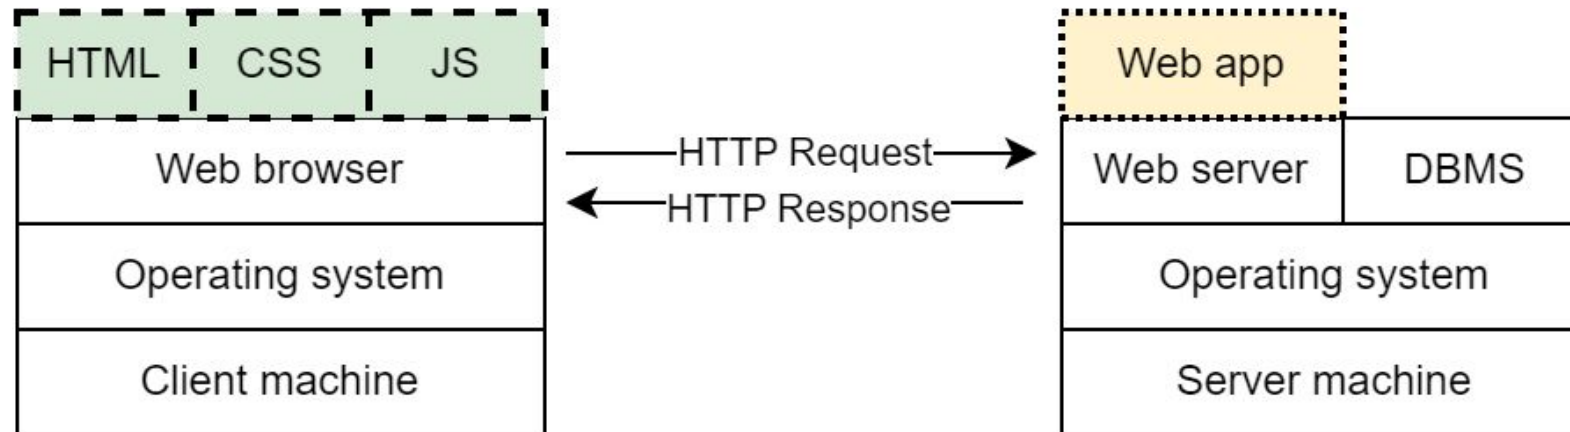 HTML CSS JS
Web browser
Operating system
Client machine
HTTP Request
HTTP Response
Web app
Web server DBMS
Operating system
Server machine